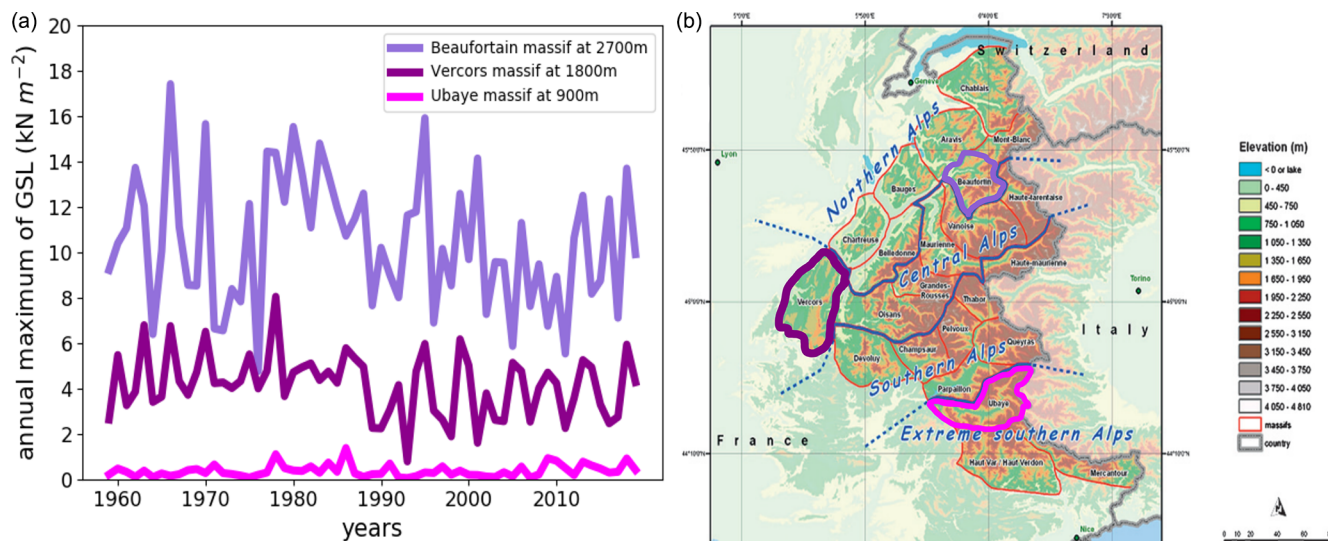 (a)
annual maximum of GSL (kN m⁻²)
20
18
16
14
12
10
8
6
4
2
0
Beaufortain massif at 2700m
Vercors massif at 1800m
Ubaye massif at 900m
1960 1970 1980 1990 2000 2010
years
(b)
Switzerland
Geneve
Chablais
Aravis
Mont-Blanc
Northern Alps
Lyon
Bauges
Beaufortin
Haute-tarentaise
Vanoise
Chartreuse
Maurienne
Belledonne
Central Alps
Haute-maurienne
Grandes-
Rousses
Thabor
Torino
Vercors
Oisans
Pelvoux
Italy
Queyras
Devoluy
Champsaur
Southern Alps
Parpaillon
Ubaye
France
Extreme southern Alps
Haut-Var / Haut-Verdon
Mercantour
Nice
Elevation (m)
< 0 or lake
0 - 450
450 - 750
750 - 1 050
1 050 - 1 350
1 350 - 1 650
1 650 - 1 950
1 950 - 2 250
2 250 - 2 550
2 550 - 3 150
3 150 - 3 450
3 450 - 3 750
3 750 - 4 050
4 050 - 4 810
massifs
country
0 10 20 40 60